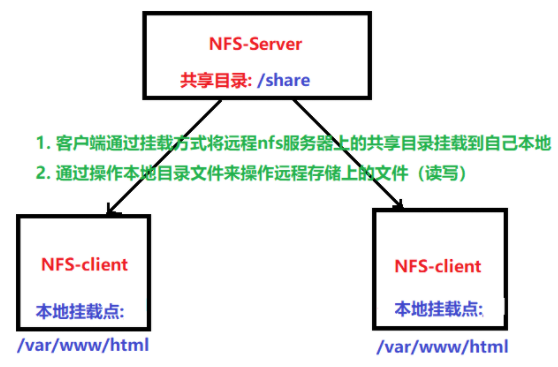 NFS-Server
共享目录: /share
1. 客户端通过挂载方式将远程nfs服务器上的共享目录挂载到自己本地
2. 通过操作本地目录文件来操作远程存储上的文件（读写）
NFS-client
本地挂载点:
/var/www/html
NFS-client
本地挂载点:
/var/www/html